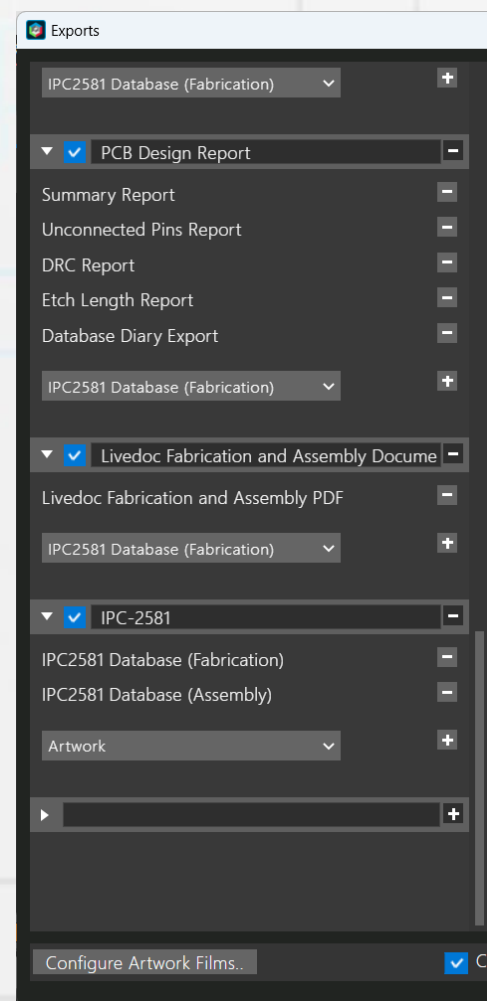 Exports
IPC2581 Database (Fabrication)
PCB Design Report
Summary Report
Unconnected Pins Report
DRC Report
Etch Length Report
Database Diary Export
IPC2581 Database (Fabrication)
Livedoc Fabrication and Assembly Docume
Livedoc Fabrication and Assembly PDF
IPC2581 Database (Fabrication)
IPC-2581
IPC2581 Database (Fabrication)
IPC2581 Database (Assembly)
Artwork
Configure Artwork Films.. C